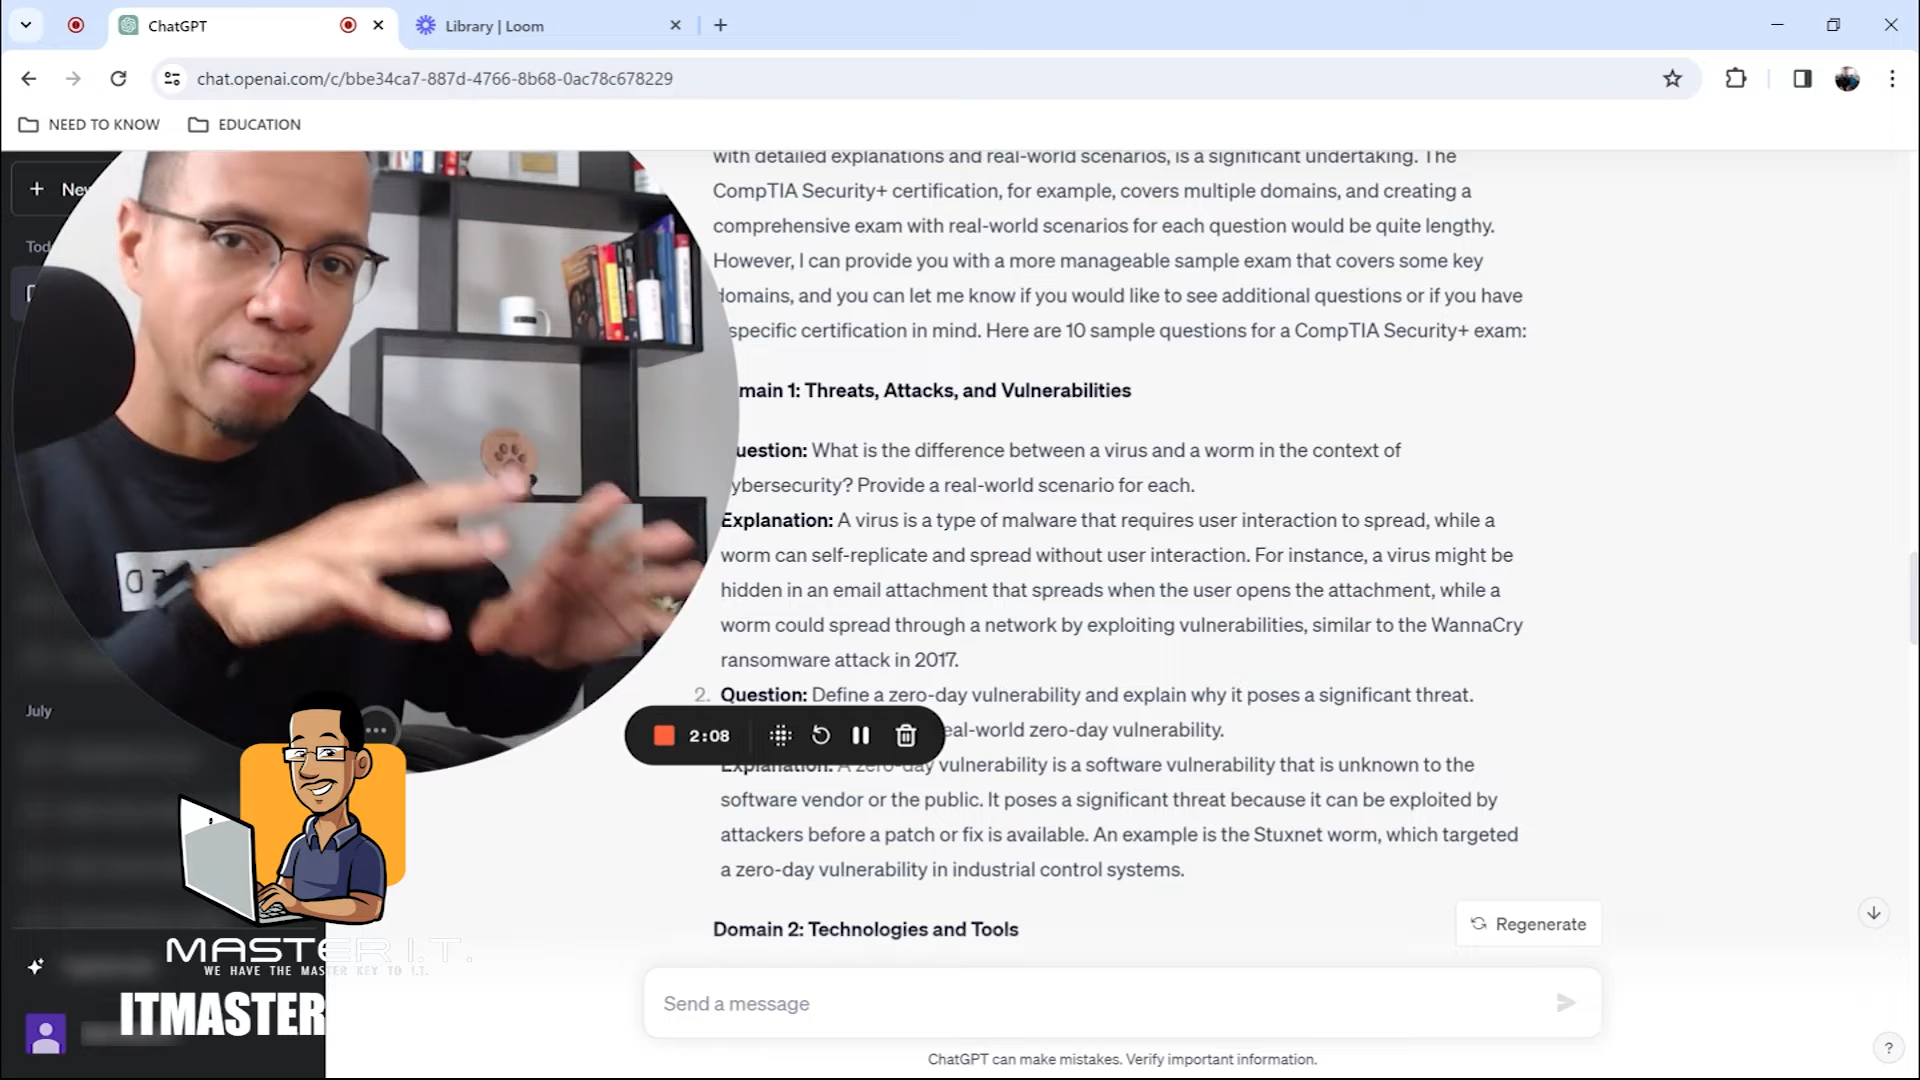 ChatGPT
Library | Loom
chat.openai.com/c/bbe34ca7-887d-4766-8b68-0ac78c678229
NEED TO KNOW
EDUCATION
with detailed explanations and real-world scenarios, is a significant undertaking. The
CompTIA Security+ certification, for example, covers multiple domains, and creating a
comprehensive exam with real-world scenarios for each question would be quite lengthy.
However, I can provide you with a more manageable sample exam that covers some key
domains, and you can let me know if you would like to see additional questions or if you have
specific certification in mind. Here are 10 sample questions for a CompTIA Security+ exam:
main 1: Threats, Attacks, and Vulnerabilities
uestion: What is the difference between a virus and a worm in the context of
ybersecurity? Provide a real-world scenario for each.
Explanation: A virus is a type of malware that requires user interaction to spread, while a
worm can self-replicate and spread without user interaction. For instance, a virus might be
hidden in an email attachment that spreads when the user opens the attachment, while a
worm could spread through a network by exploiting vulnerabilities, similar to the WannaCry
ransomware attack in 2017.
2. Question: Define a zero-day vulnerability and explain why it poses a significant threat.
eal-world zero-day vulnerability.
Explanation: A zero-day vulnerability is a software vulnerability that is unknown to the
software vendor or the public. It poses a significant threat because it can be exploited by
attackers before a patch or fix is available. An example is the Stuxnet worm, which targeted
a zero-day vulnerability in industrial control systems.
Domain 2: Technologies and Tools
Regenerate
Send a message
ChatGPT can make mistakes. Verify important information.
?
New
Tod
July
2:08
MASTER I.T.
WE HAVE THE MASTER KEY TO I.T.
ITMASTER